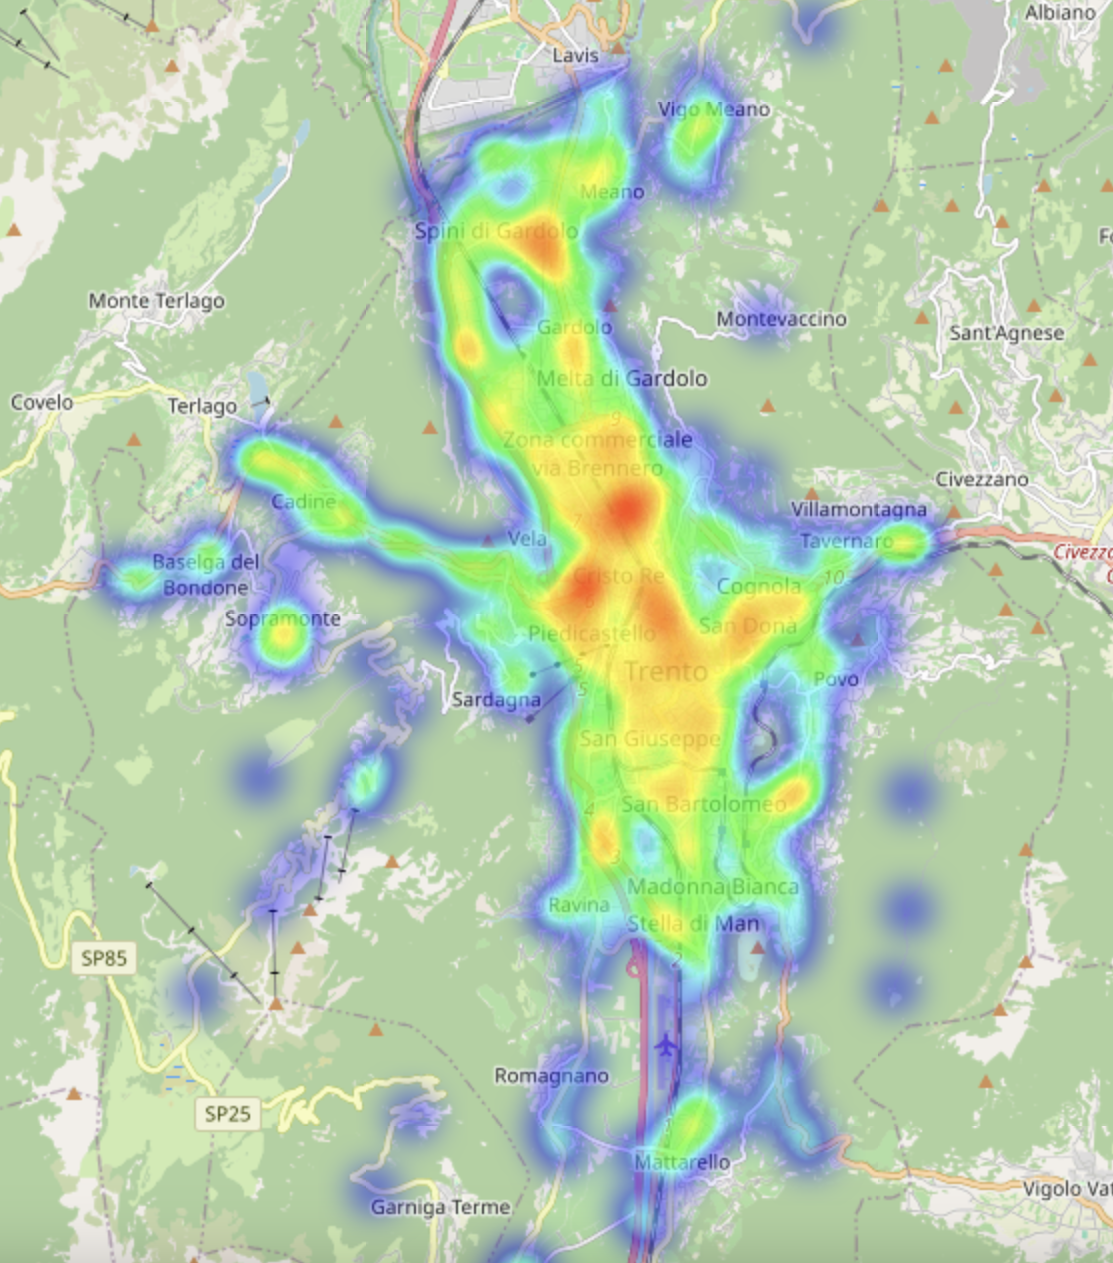 Albiano
Lavis
Vigo Meano
Meano
Spini di Gardolo
Monte Terlago
Montevaccino
Gardolo
Sant'Agnese
Melta di Gardolo
Covelo
Terlago
9
Zona commerciale
via Brennero
Civezzano
Cadine
Villamontagna
7
Vela
Tavernaro
Baselga del
Bondone
Cristo Re
Cognola
10
6
Sopramonte
Piedicastello
San Donà
5
Trento
Povo
Sardagna
5
San Giuseppe
4
San Bartolomeo
3
Madonna Bianca
Ravina
Stella di Man
2
SP85
Romagnano
SP25
1
Mattarello
Garniga Terme
Vigolo Vat